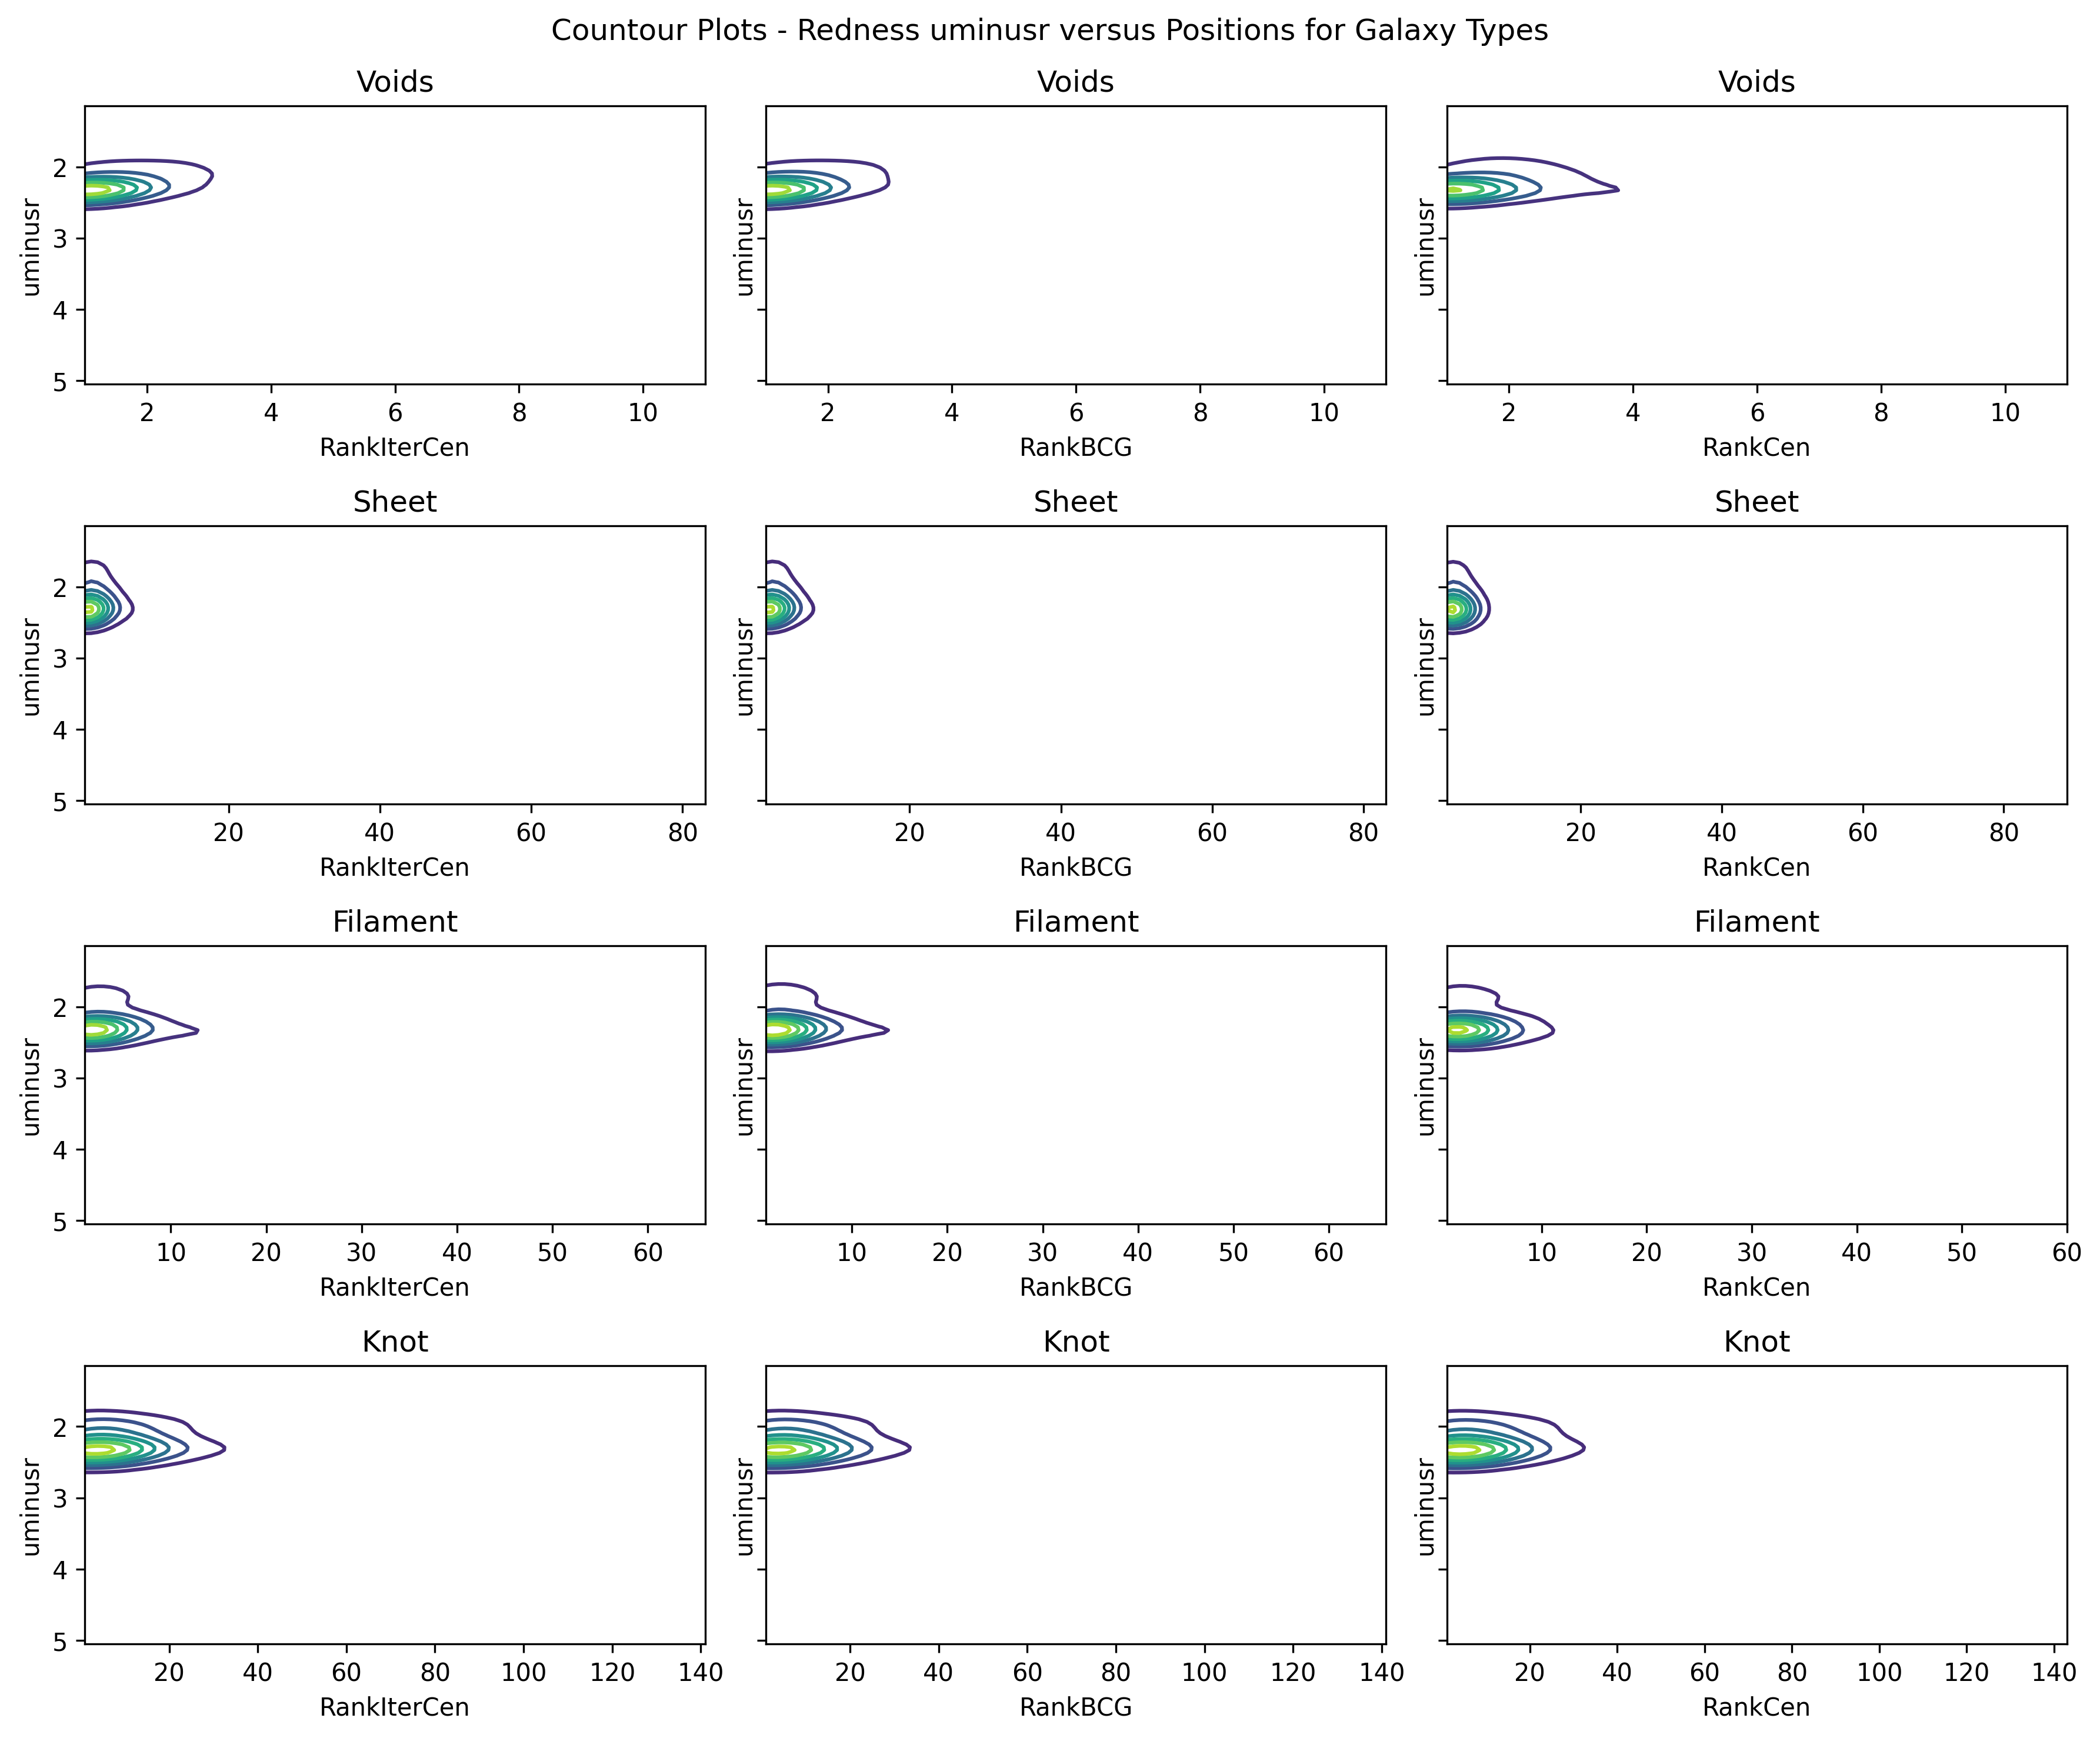 Countour Plots - Redness uminusr versus Positions for Galaxy Types
Voids
Voids
Voids
uminusr
2
3
4
5
2 4 6 8 10
RankIterCen
uminusr
2 4 6 8 10
RankBCG
uminusr
2 4 6 8 10
RankCen
Sheet
Sheet
Sheet
uminusr
2
3
4
5
20 40 60 80
RankIterCen
uminusr
20 40 60 80
RankBCG
uminusr
20 40 60 80
RankCen
Filament
Filament
Filament
uminusr
2
3
4
5
10 20 30 40 50 60
RankIterCen
uminusr
10 20 30 40 50 60
RankBCG
uminusr
10 20 30 40 50 60
RankCen
Knot
Knot
Knot
uminusr
2
3
4
5
20 40 60 80 100 120 140
RankIterCen
uminusr
20 40 60 80 100 120 140
RankBCG
uminusr
20 40 60 80 100 120 140
RankCen